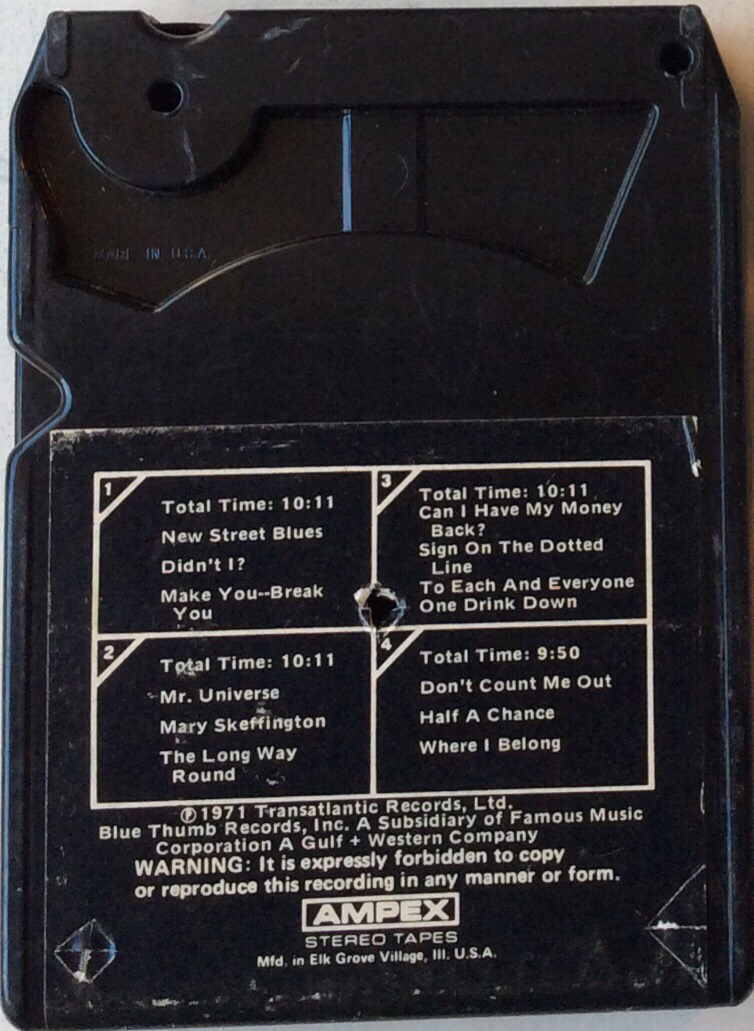 MADE IN U.S.A.
1
Total Time: 10:11
New Street Blues
Didn't I?
Make You--Break
You
2
Total Time: 10:11
Mr. Universe
Mary Skeffington
The Long Way
Round
3
Total Time: 10:11
Can I Have My Money
Back?
Sign On The Dotted
Line
To Each And Everyone
One Drink Down
4
Total Time: 9:50
Don't Count Me Out
Half A Chance
Where I Belong
℗1971 Transatlantic Records, Ltd.
Blue Thumb Records, Inc. A Subsidiary of Famous Music
Corporation A Gulf + Western Company
WARNING: It is expressly forbidden to copy
or reproduce this recording in any manner or form.
AMPEX
STEREO TAPES
Mfd. in Elk Grove Village, Ill. U.S.A.